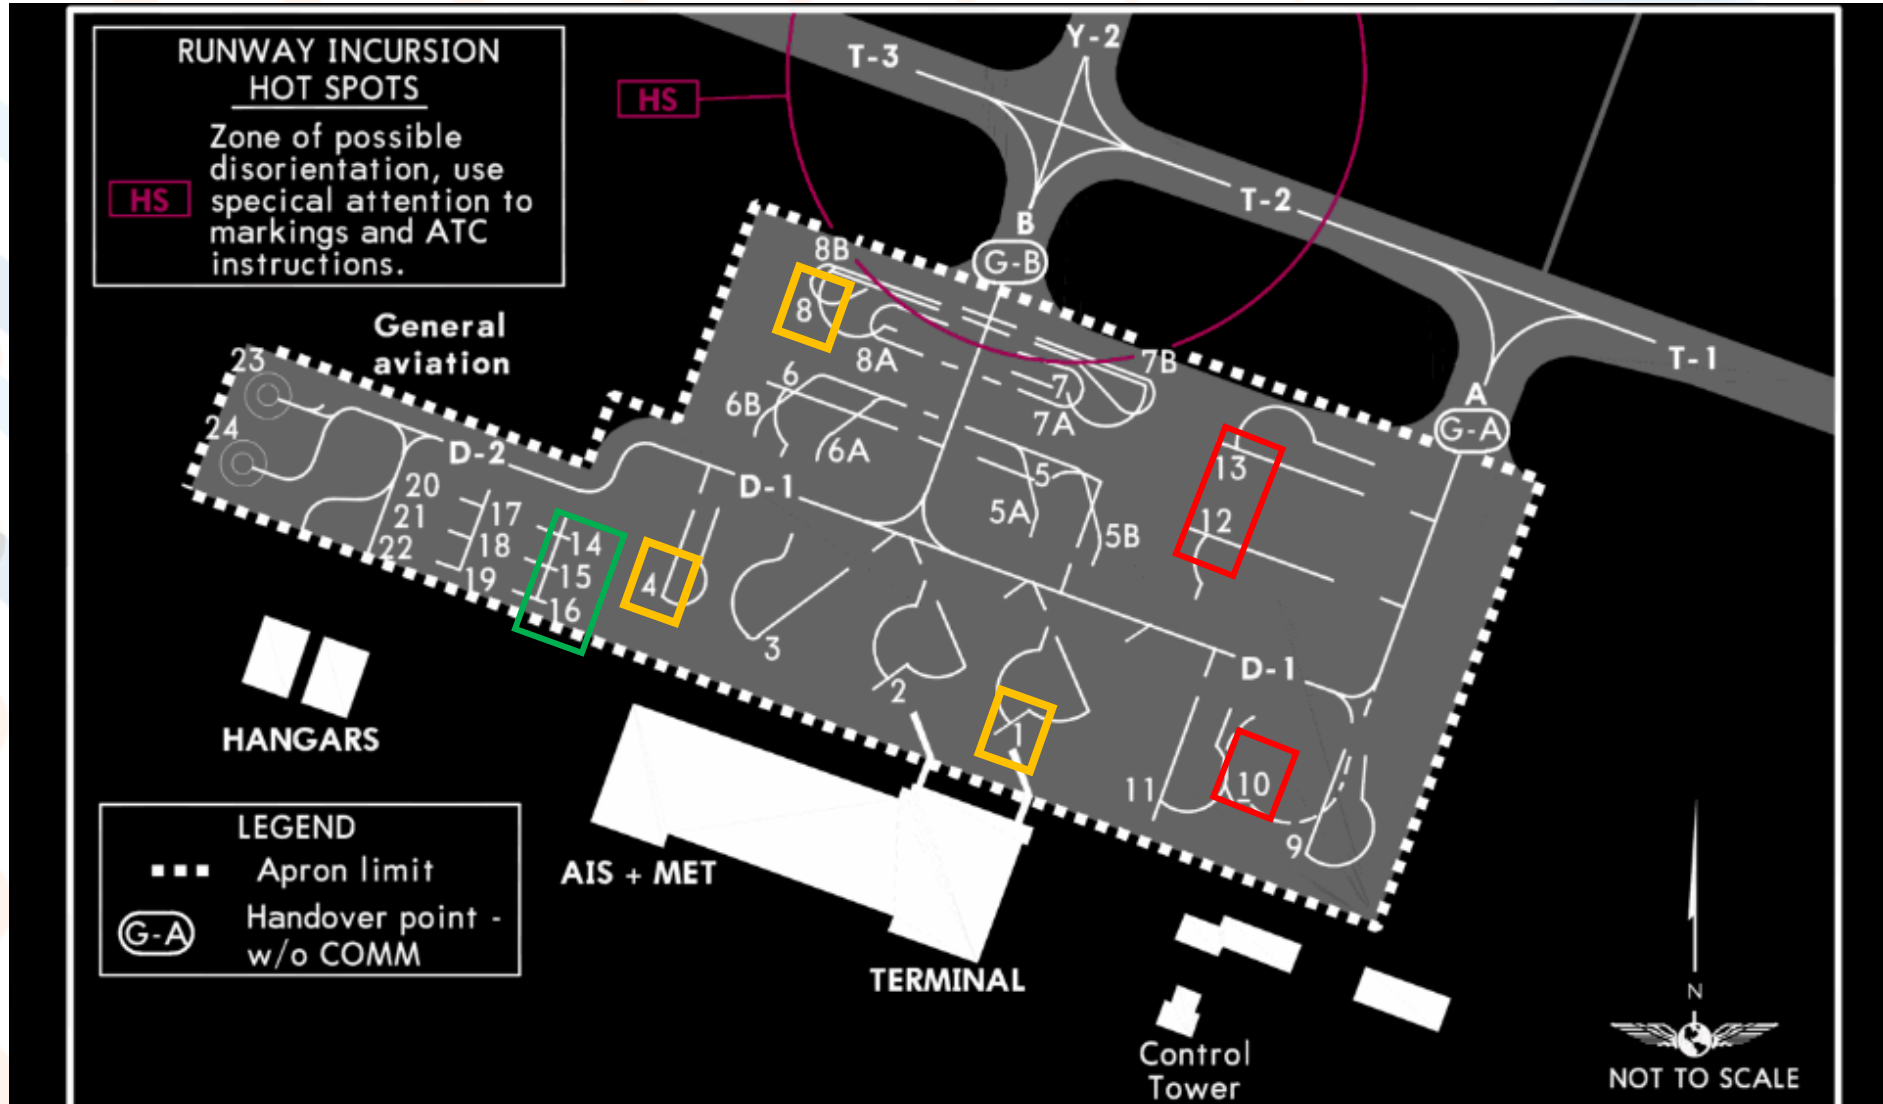 RUNWAY INCURSION
HOT SPOTS
HS
Zone of possible
disorientation, use
specical attention to
markings and ATC
instructions.
HS
T-3
Y-2
T-2
T-1
B
G-B
A
G-A
General
aviation
23
24
D-2
D-1
D-1
8B
8
8A
7B
7
7A
6
6B
6A
5
5A
5B
13
12
20
21
22
17
18
19
14
15
16
4
3
2
1
11
10
9
HANGARS
AIS + MET
TERMINAL
Control
Tower
LEGEND
Apron limit
G-A
Handover point -
w/o COMM
N
NOT TO SCALE